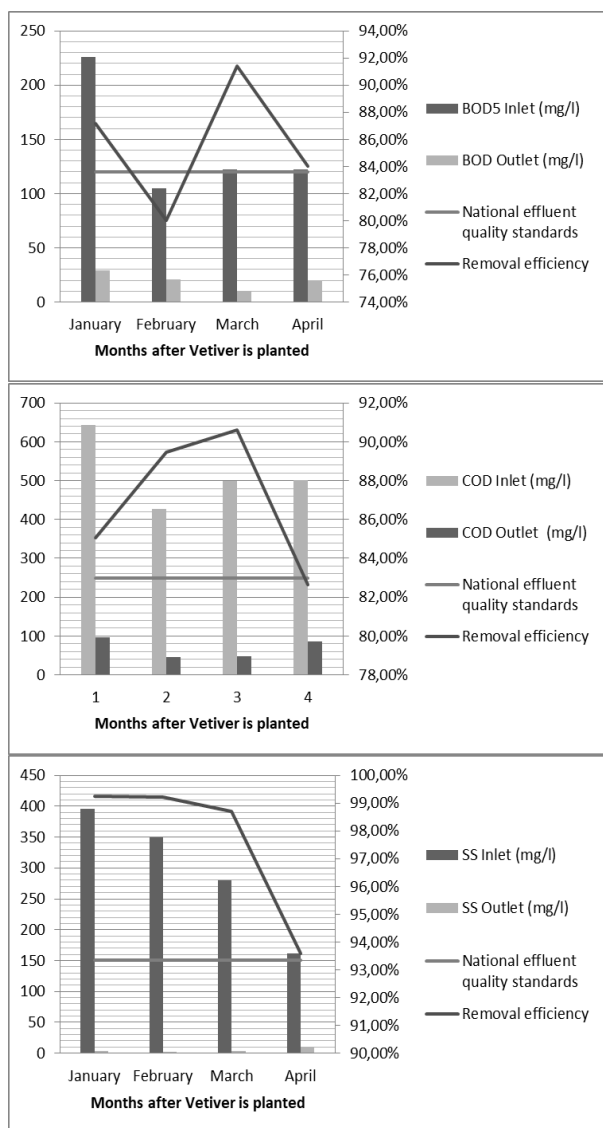 250
200
150
100
50
0
94,00%
92,00%
90,00%
88,00%
86,00%
84,00%
82,00%
80,00%
78,00%
76,00%
74,00%
January February March April
Months after Vetiver is planted
BOD5 Inlet (mg/l)
BOD Outlet (mg/l)
National effluent
quality standards
Removal efficiency
700
600
500
400
300
200
100
0
92,00%
90,00%
88,00%
86,00%
84,00%
82,00%
80,00%
78,00%
1 2 3 4
Months after Vetiver is planted
COD Inlet (mg/l)
COD Outlet (mg/l)
National effluent
quality standards
Removal efficiency
450
400
350
300
250
200
150
100
50
0
100,00%
99,00%
98,00%
97,00%
96,00%
95,00%
94,00%
93,00%
92,00%
91,00%
90,00%
January February March April
Months after Vetiver is planted
SS Inlet (mg/l)
SS Outlet (mg/l)
National effluent
quality standards
Removal efficiency